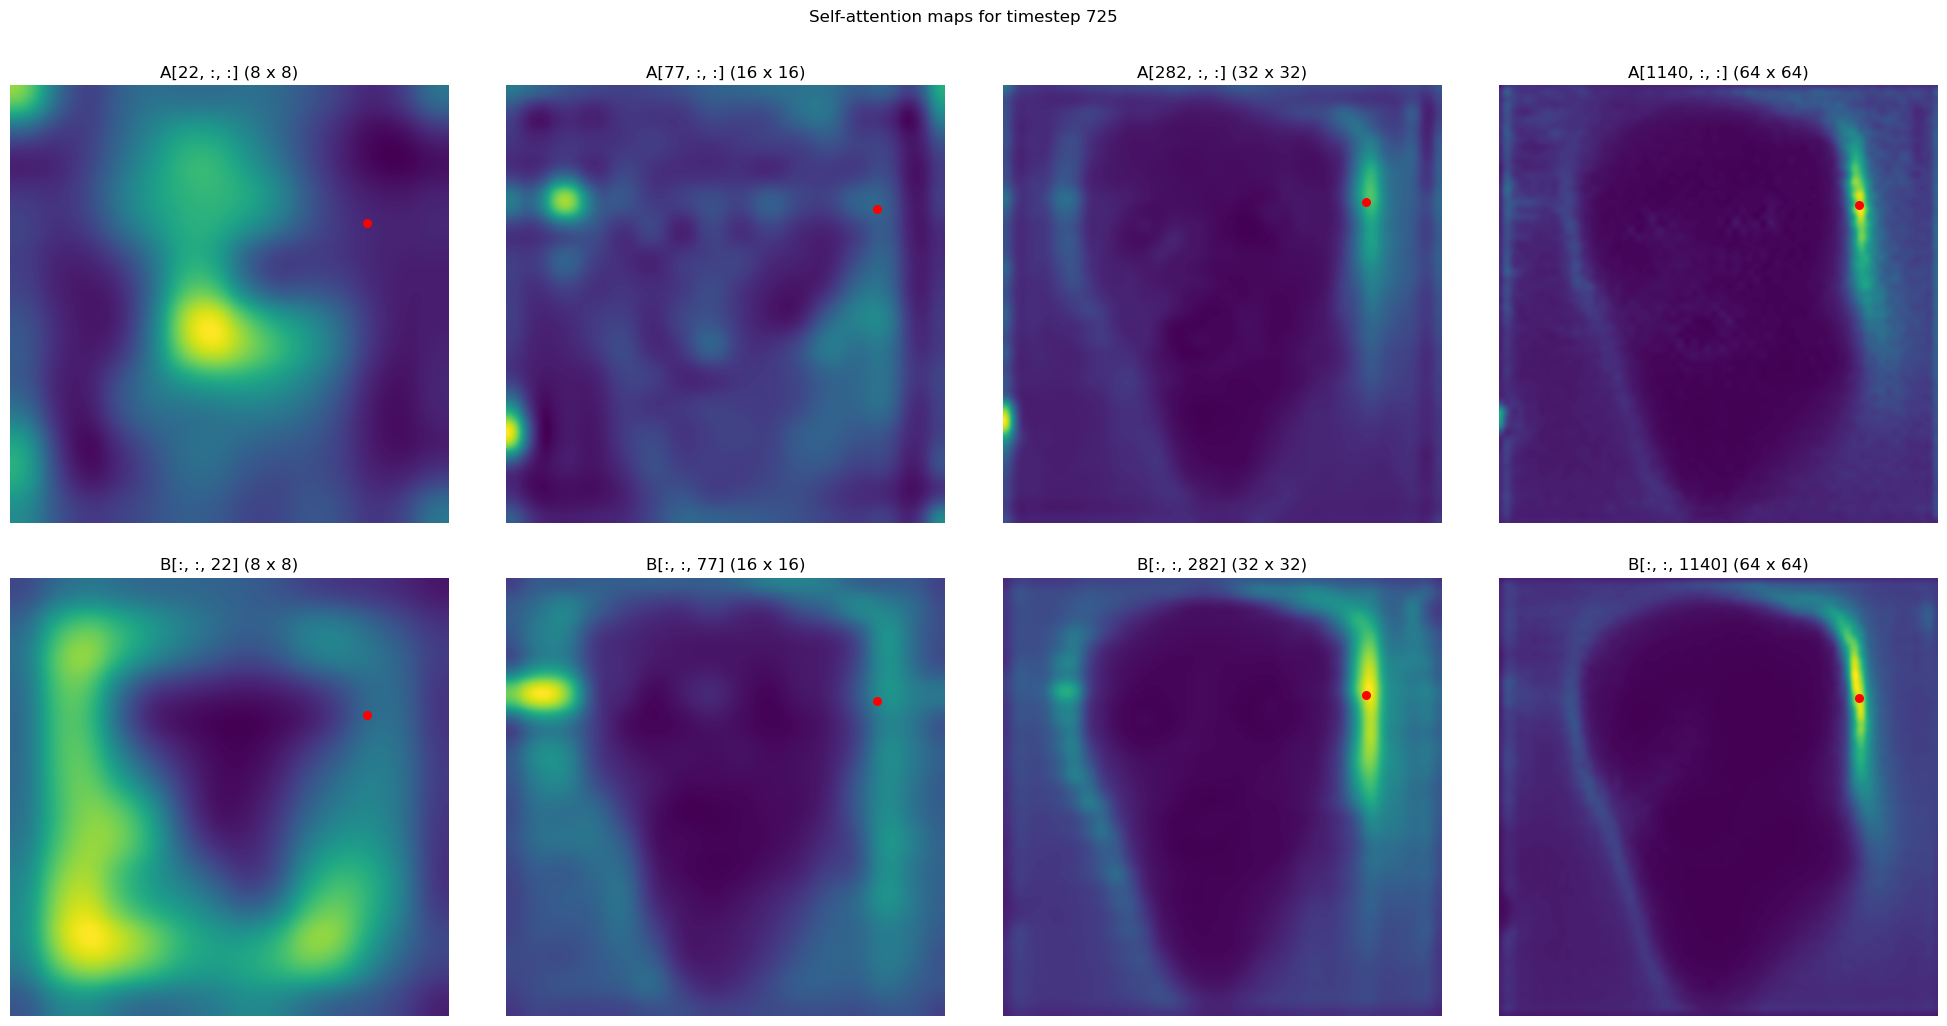 Self-attention maps for timestep 725
A[22, :, :] (8 x 8)
A[77, :, :] (16 x 16)
A[282, :, :] (32 x 32)
A[1140, :, :] (64 x 64)
B[:, :, 22] (8 x 8)
B[:, :, 77] (16 x 16)
B[:, :, 282] (32 x 32)
B[:, :, 1140] (64 x 64)